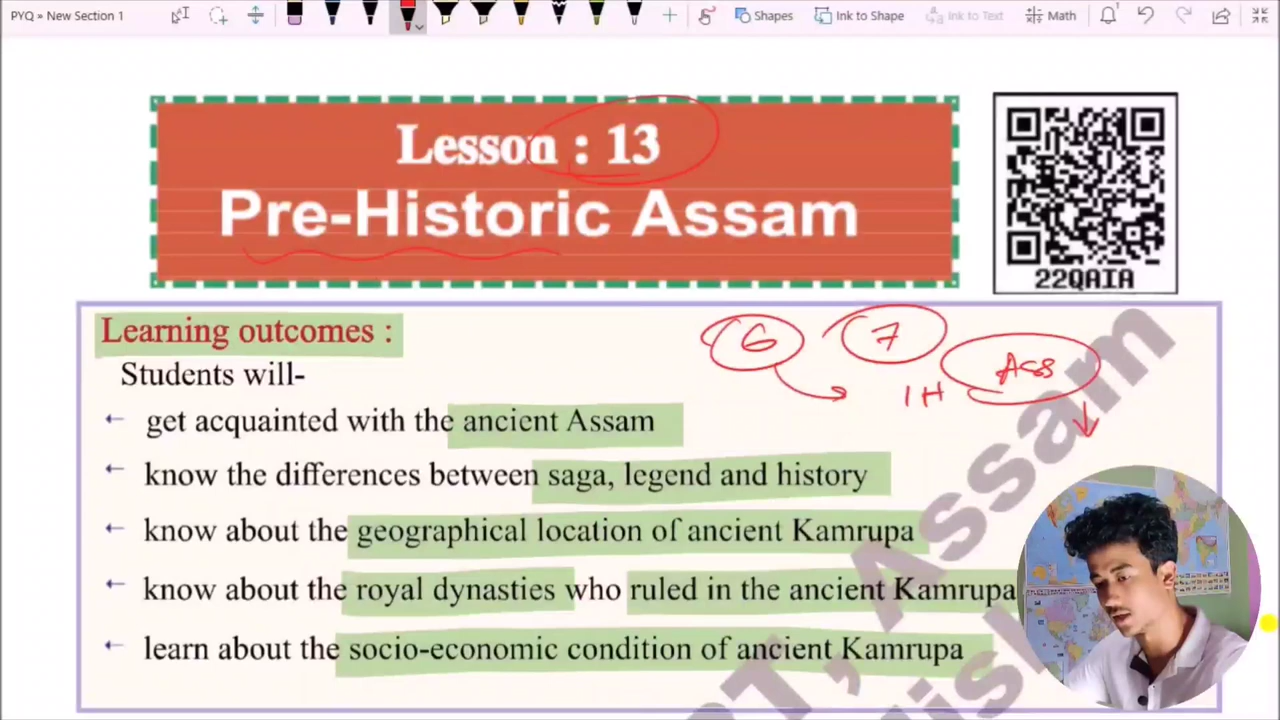 PYQ » New Section 1
Shapes
Ink to Shape
Ink to Text
Math
Lesson : 13
Pre-Historic Assam
22QAIA
Learning outcomes :
6 7 Ass
Students will-
IH
← get acquainted with the ancient Assam
← know the differences between saga, legend and history
← know about the geographical location of ancient Kamrupa
← know about the royal dynasties who ruled in the ancient Kamrupa
← learn about the socio-economic condition of ancient Kamrupa
Assam